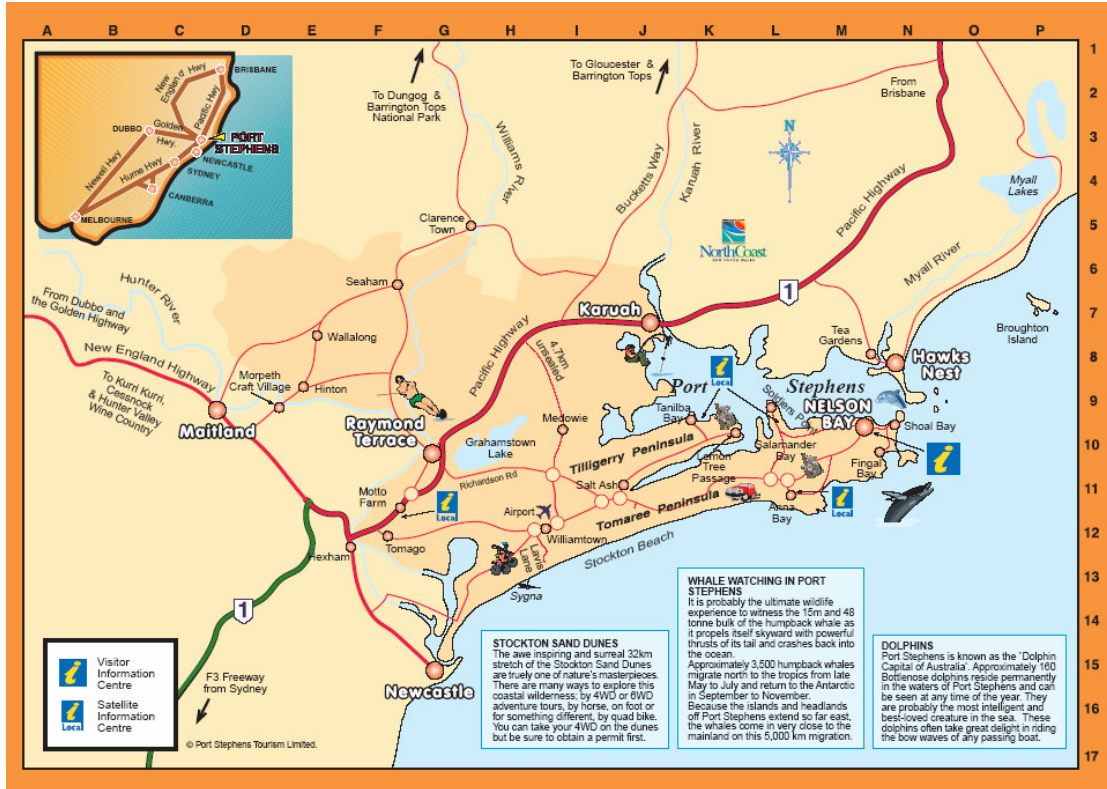 A B C D E F G H I J K L M N O P
1
2
3
4
5
6
7
8
9
10
11
12
13
14
15
16
17
New England Hwy
BRISBANE
Pacific Hwy
DUBBO
Golden Hwy.
PORT
STEPHENS
NEWCASTLE
SYDNEY
Newell Hwy
Hume Hwy
CANBERRA
MELBOURNE
To Dungog &
Barrington Tops
National Park
To Gloucester &
Barrington Tops
From
Brisbane
N
Williams River
Bucketts Way
Karuah River
Pacific Highway
Myall
Lakes
Clarence
Town
NorthCoast
NEW SOUTH WALES
Myall River
Hunter River
Seaham
From Dubbo and
the Golden Highway
1
Karuah
Broughton
Island
Wallalong
Pacific Highway
4.7km
unsealed
Tea
Gardens
Hawks
Nest
New England Highway
Morpeth
Craft Village
Hinton
To Kurri Kurri,
Cessnock
& Hunter Valley
Wine Country
i
Local
Port Stephens
Maitland
Raymond
Terrace
Medowie
Tanilba
Bay
Soldiers Point
NELSON
BAY
Shoal Bay
Grahamstown
Lake
Tilligerry Peninsula
Lemon
Tree
Passage
Salamander
Bay
Fingal
Bay
i
Richardson Rd
Motto
Farm
i
Local
Salt Ash
Tomaree Peninsula
Anna
Bay
i
Local
Airport
Williamtown
Tomago
Hexham
Lavis
Lane
Stockton Beach
Sygna
1
Newcastle
F3 Freeway
from Sydney
i
Visitor
Information
Centre
i
Local
Satellite
Information
Centre
© Port Stephens Tourism Limited.
STOCKTON SAND DUNES
The awe inspiring and surreal 32km
stretch of the Stockton Sand Dunes
are truely one of nature's masterpieces.
There are many ways to explore this
coastal wilderness; by 4WD or 6WD
adventure tours, by horse, on foot or
for something different, by quad bike.
You can take your 4WD on the dunes
but be sure to obtain a permit first.
WHALE WATCHING IN PORT
STEPHENS
It is probably the ultimate wildlife
experience to witness the 15m and 48
tonne bulk of the humpback whale as
it propels itself skyward with powerful
thrusts of its tail and crashes back into
the ocean.
Approximately 3,500 humpback whales
migrate north to the tropics from late
May to July and return to the Antarctic
in September to November.
Because the islands and headlands
off Port Stephens extend so far east,
the whales come in very close to the
mainland on this 5,000 km migration.
DOLPHINS
Port Stephens is known as the `Dolphin
Capital of Australia'. Approximately 160
Bottlenose dolphins reside permanently
in the waters of Port Stephens and can
be seen at any time of the year. They
are probably the most intelligent and
best-loved creature in the sea. These
dolphins often take great delight in riding
the bow waves of any passing boat.